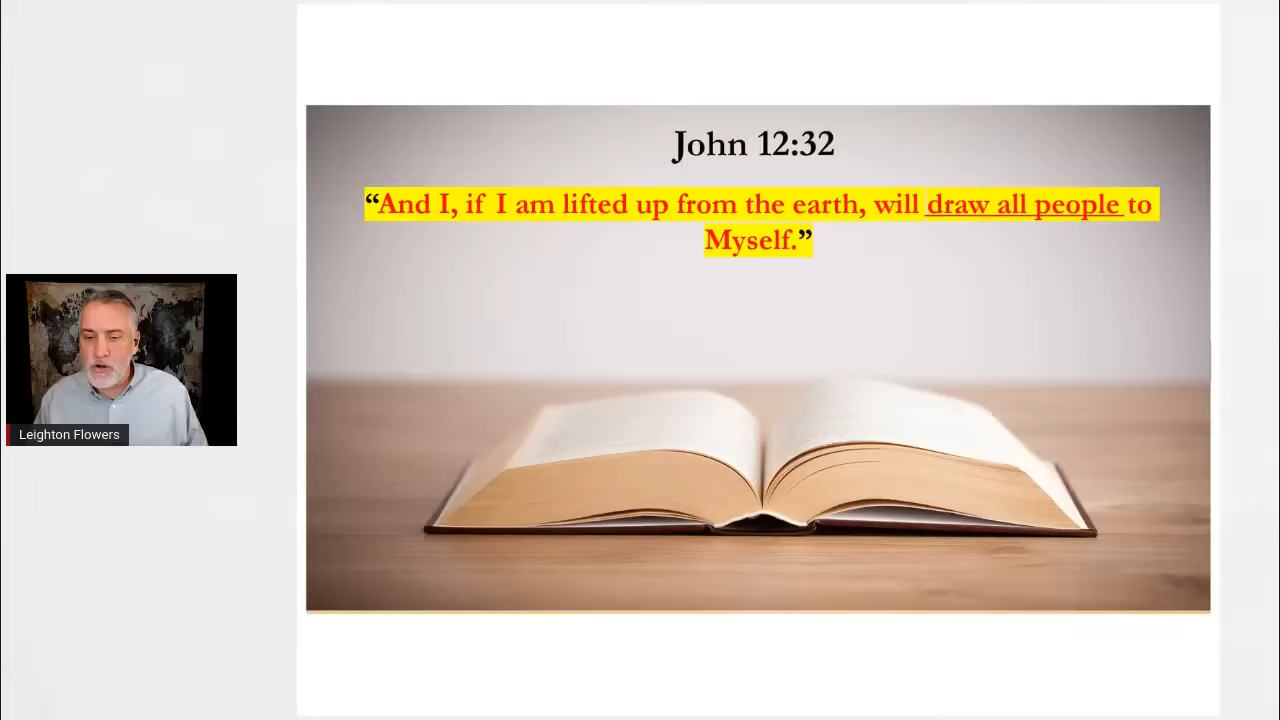 John 12:32
“And I, if I am lifted up from the earth, will draw all people to
Myself.”
Leighton Flowers